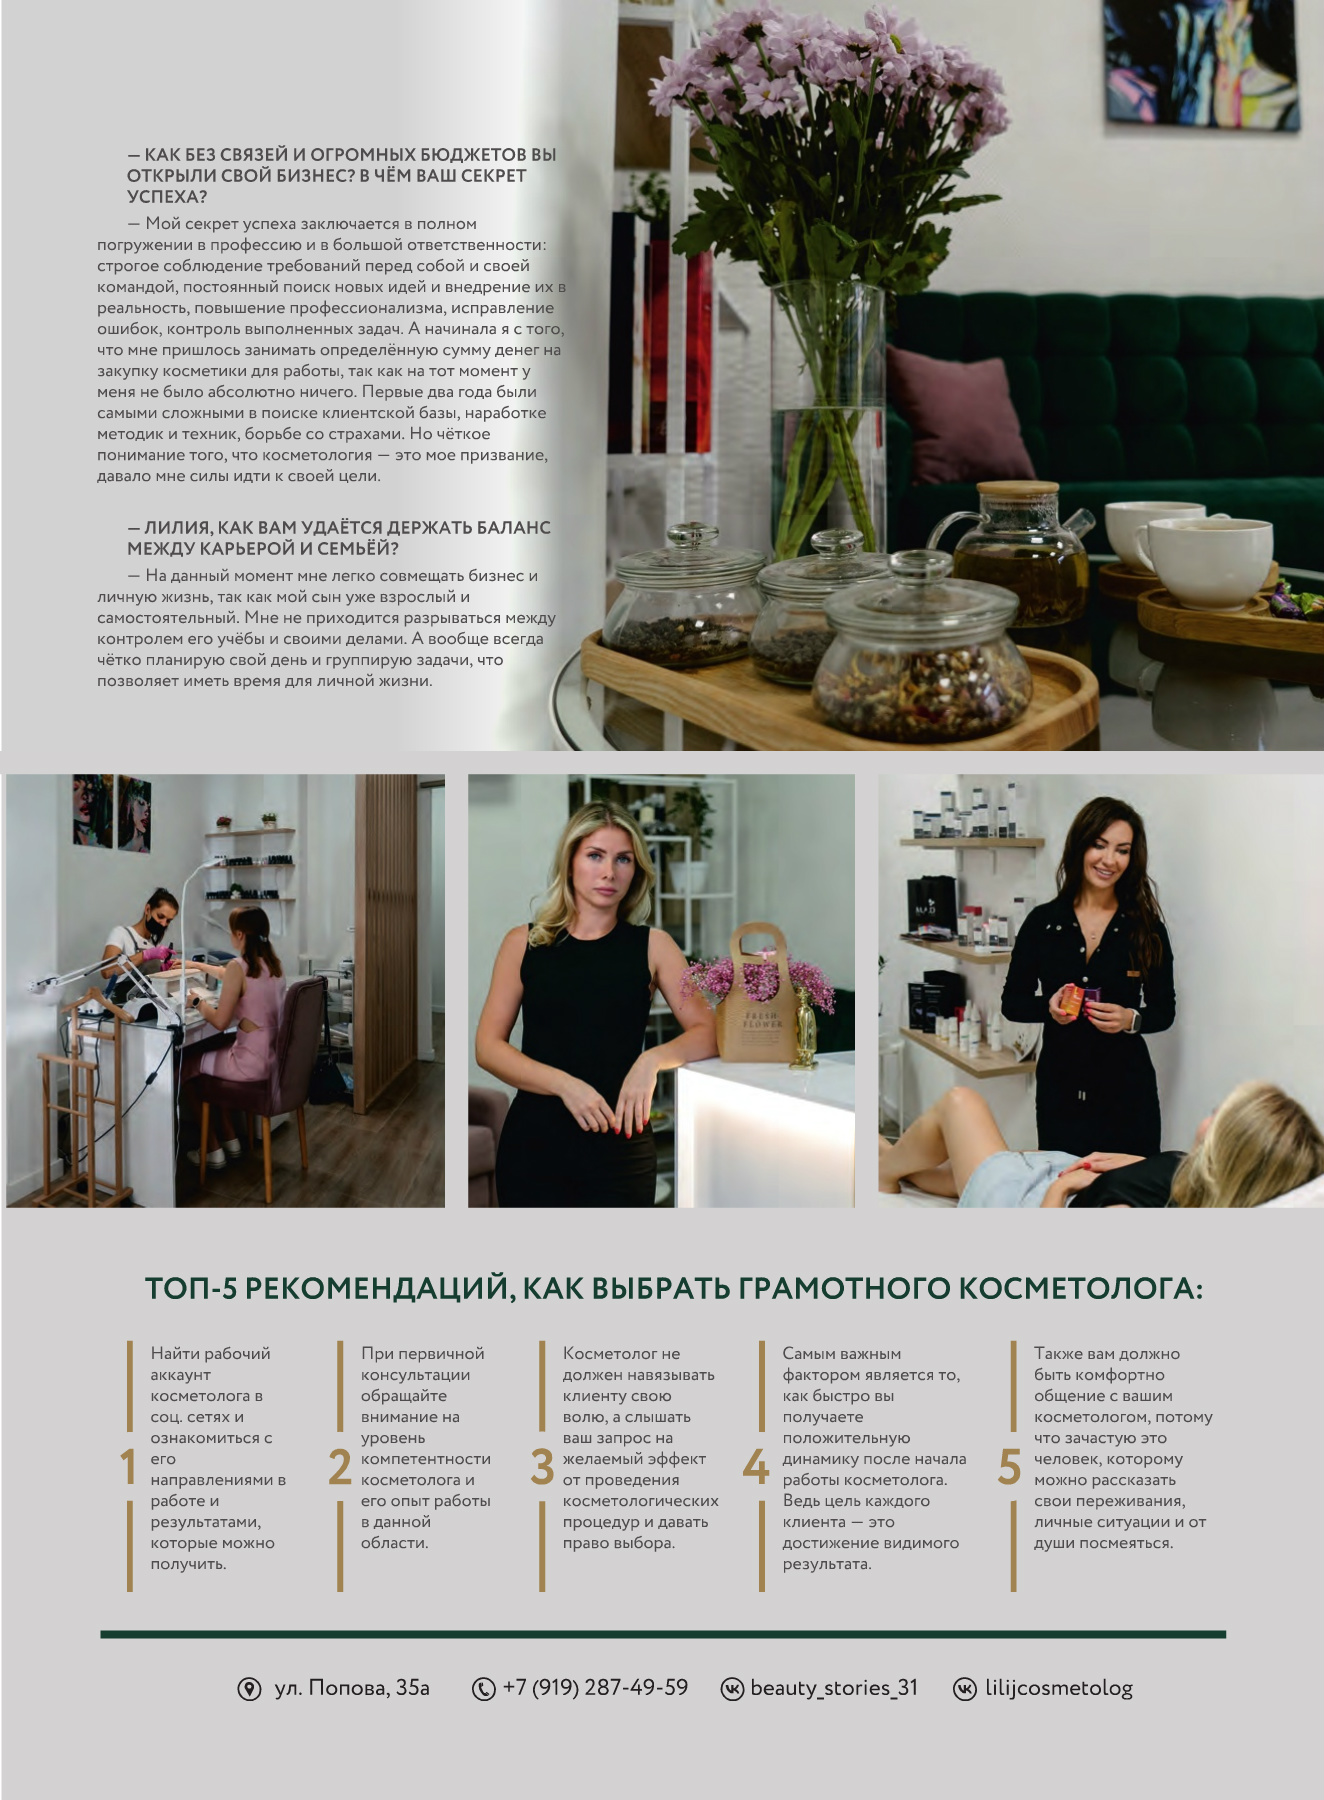 — КАК БЕЗ СВЯЗЕЙ И ОГРОМНЫХ БЮДЖЕТОВ ВЫ
ОТКРЫЛИ СВОЙ БИЗНЕС? В ЧЁМ ВАШ СЕКРЕТ
УСПЕХА?
— Мой секрет успеха заключается в полном
погружении в профессию и в большой ответственности:
строгое соблюдение требований перед собой и своей
командой, постоянный поиск новых идей и внедрение их в
реальность, повышение профессионализма, исправление
ошибок, контроль выполненных задач. А начинала я с того,
что мне пришлось занимать определённую сумму денег на
закупку косметики для работы, так как на тот момент у
меня не было абсолютно ничего. Первые два года были
самыми сложными в поиске клиентской базы, наработке
методик и техник, борьбе со страхами. Но чёткое
понимание того, что косметология — это мое призвание,
давало мне силы идти к своей цели.
— ЛИЛИЯ, КАК ВАМ УДАЁТСЯ ДЕРЖАТЬ БАЛАНС
МЕЖДУ КАРЬЕРОЙ И СЕМЬЁЙ?
— На данный момент мне легко совмещать бизнес и
личную жизнь, так как мой сын уже взрослый и
самостоятельный. Мне не приходится разрываться между
контролем его учёбы и своими делами. А вообще всегда
чётко планирую свой день и группирую задачи, что
позволяет иметь время для личной жизни.
FRESH
FLOWER
ТОП-5 РЕКОМЕНДАЦИЙ, КАК ВЫБРАТЬ ГРАМОТНОГО КОСМЕТОЛОГА:
1
Найти рабочий
аккаунт
косметолога в
соц. сетях и
ознакомиться с
его
направлениями в
работе и
результатами,
которые можно
получить.
2
При первичной
консультации
обращайте
внимание на
уровень
компетентности
косметолога и
его опыт работы
в данной
области.
3
Косметолог не
должен навязывать
клиенту свою
волю, а слышать
ваш запрос на
желаемый эффект
от проведения
косметологических
процедур и давать
право выбора.
4
Самым важным
фактором является то,
как быстро вы
получаете
положительную
динамику после начала
работы косметолога.
Ведь цель каждого
клиента — это
достижение видимого
результата.
5
Также вам должно
быть комфортно
общение с вашим
косметологом, потому
что зачастую это
человек, которому
можно рассказать
свои переживания,
личные ситуации и от
души посмеяться.
ул. Попова, 35а
+7 (919) 287-49-59
beauty_stories_31
lilijcosmetolog